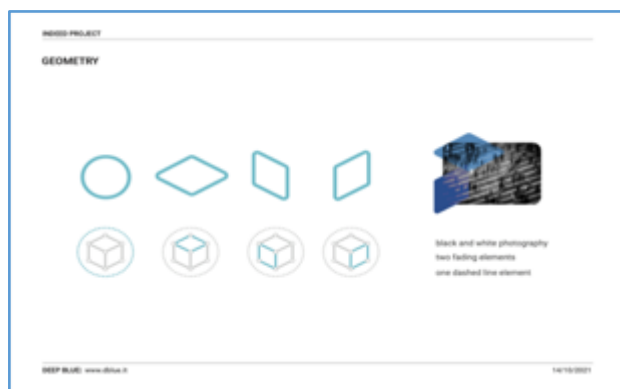 INDEED PROJECT
GEOMETRY
black and white photography
two fading elements
one dashed line element
DEEP BLUE: www.dblue.it
14/10/2021